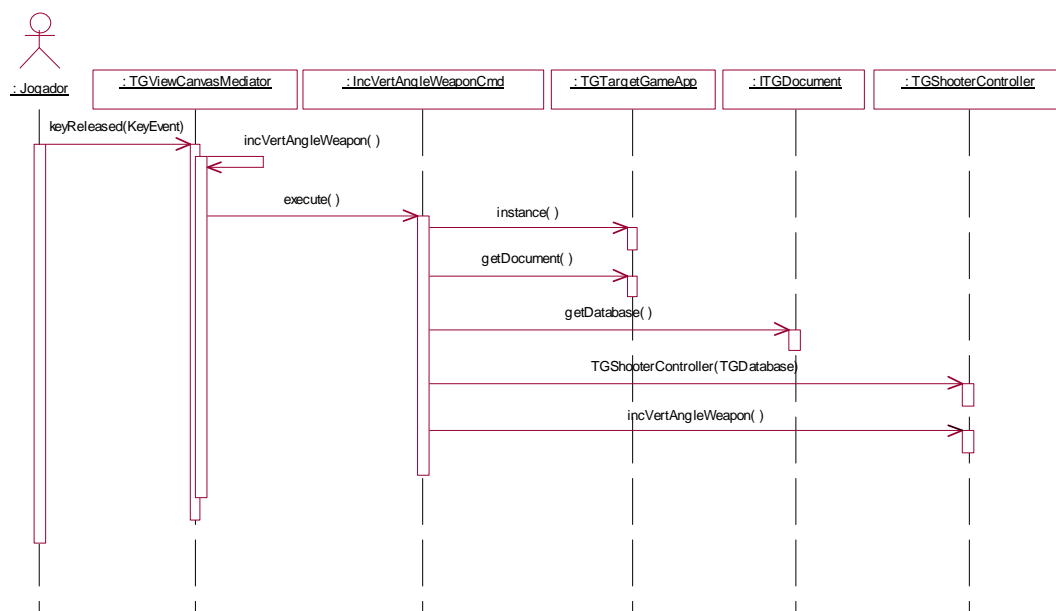 : Jogador
: TGViewCanvasMediator
: IncVertAngleWeaponCmd
: TGTargetGameApp
: ITGDocument
: TGShooterController
keyReleased(KeyEvent)
incVertAngleWeapon( )
execute( )
instance( )
getDocument( )
getDatabase( )
TGShooterController(TGDatabase)
incVertAngleWeapon( )